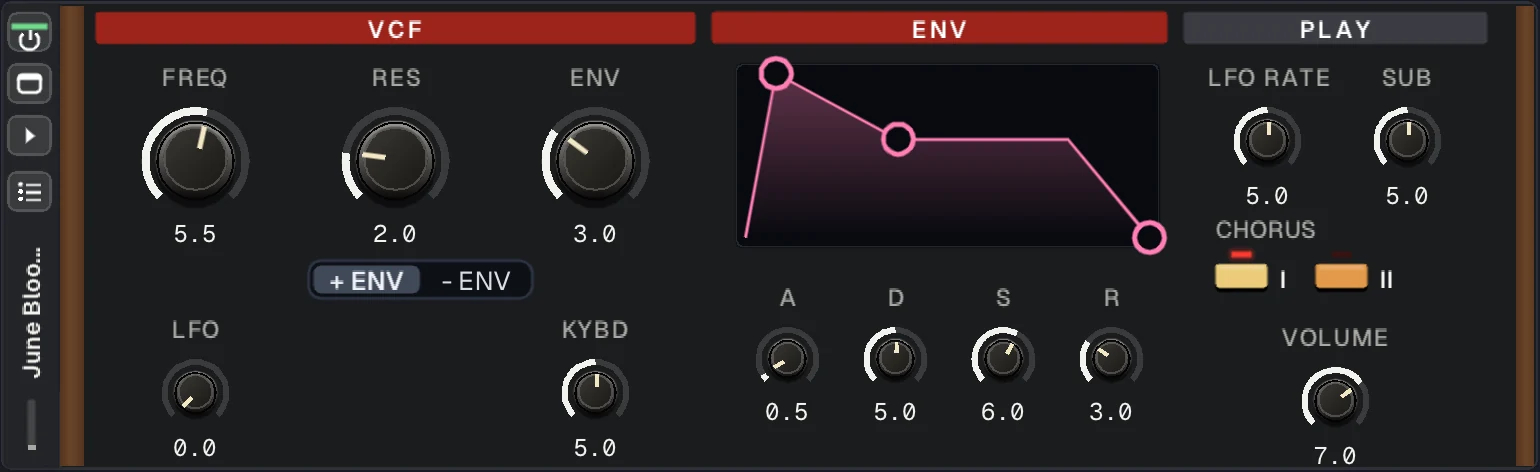 VCF
ENV
PLAY
FREQ
RES
ENV
5.5
2.0
3.0
+ ENV
- ENV
LFO
KYBD
0.0
5.0
A
D
S
R
0.5
5.0
6.0
3.0
LFO RATE
SUB
5.0
5.0
CHORUS
I
II
VOLUME
7.0
June Bloo...